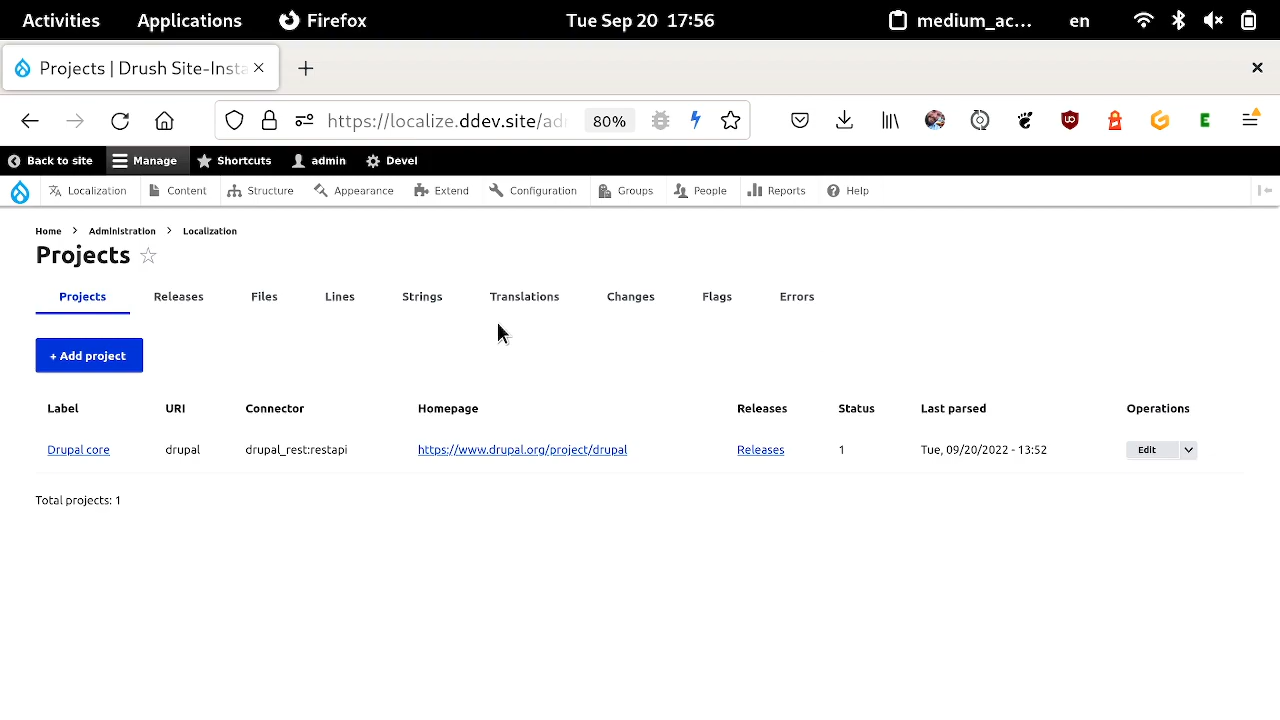 Activities Applications Firefox Tue Sep 20 17:56 medium_ac... en
Projects | Drush Site-Insta
https://localize.ddev.site/ad 80%
Back to site Manage Shortcuts admin Devel
Localization Content Structure Appearance Extend Configuration Groups People Reports Help
Home > Administration > Localization
Projects
Projects Releases Files Lines Strings Translations Changes Flags Errors
+ Add project
Label URI Connector Homepage Releases Status Last parsed Operations
Drupal core drupal drupal_rest:restapi https://www.drupal.org/project/drupal Releases 1 Tue, 09/20/2022 - 13:52 Edit
Total projects: 1